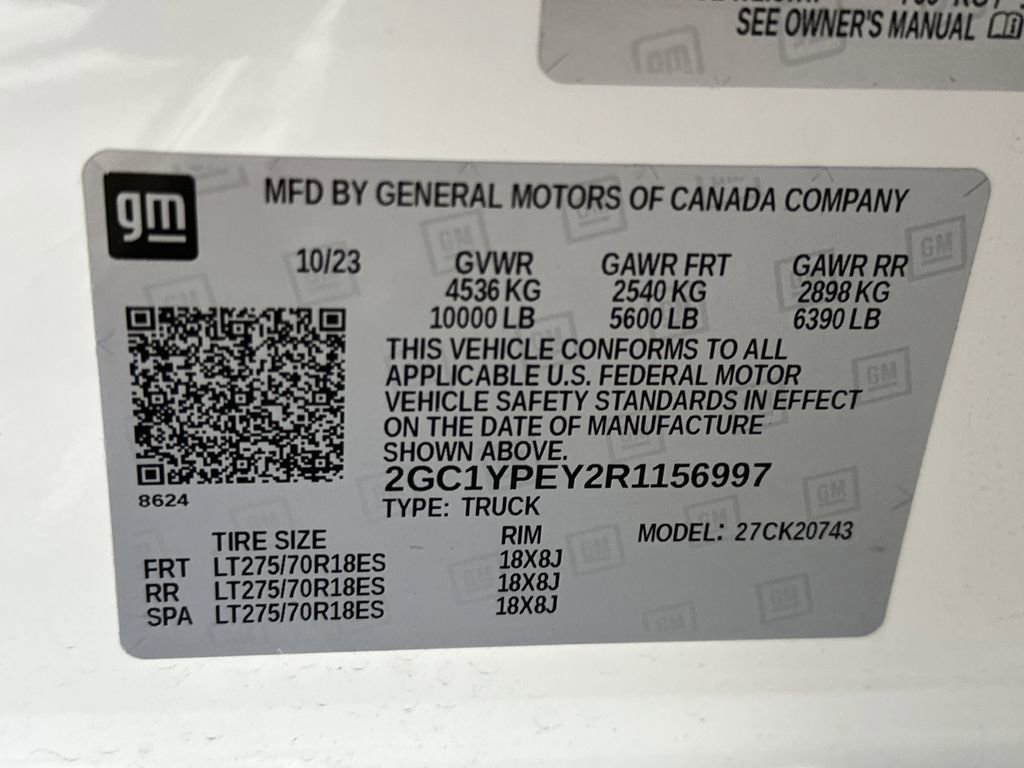 SEE OWNER'S MANUAL
gm
MFD BY GENERAL MOTORS OF CANADA COMPANY
10/23 GVWR GAWR FRT GAWR RR
4536 KG 2540 KG 2898 KG
10000 LB 5600 LB 6390 LB
THIS VEHICLE CONFORMS TO ALL
APPLICABLE U.S. FEDERAL MOTOR
VEHICLE SAFETY STANDARDS IN EFFECT
ON THE DATE OF MANUFACTURE
SHOWN ABOVE.
2GC1YPEY2R1156997
8624
TYPE: TRUCK
TIRE SIZE RIM MODEL: 27CK20743
FRT LT275/70R18ES 18X8J
RR LT275/70R18ES 18X8J
SPA LT275/70R18ES 18X8J